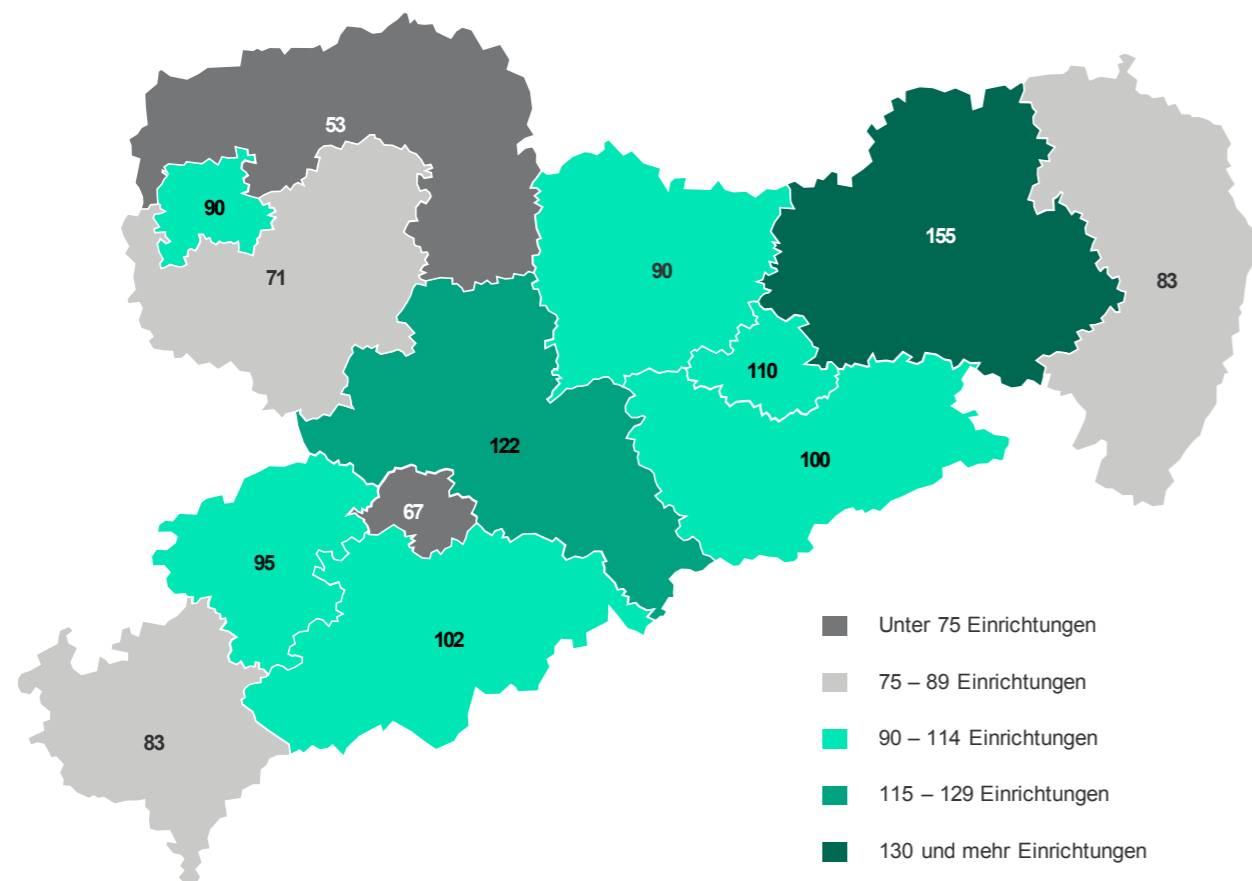 53
90
155
71
90
83
110
122
100
67
95
102
83
Unter 75 Einrichtungen
75 – 89 Einrichtungen
90 – 114 Einrichtungen
115 – 129 Einrichtungen
130 und mehr Einrichtungen